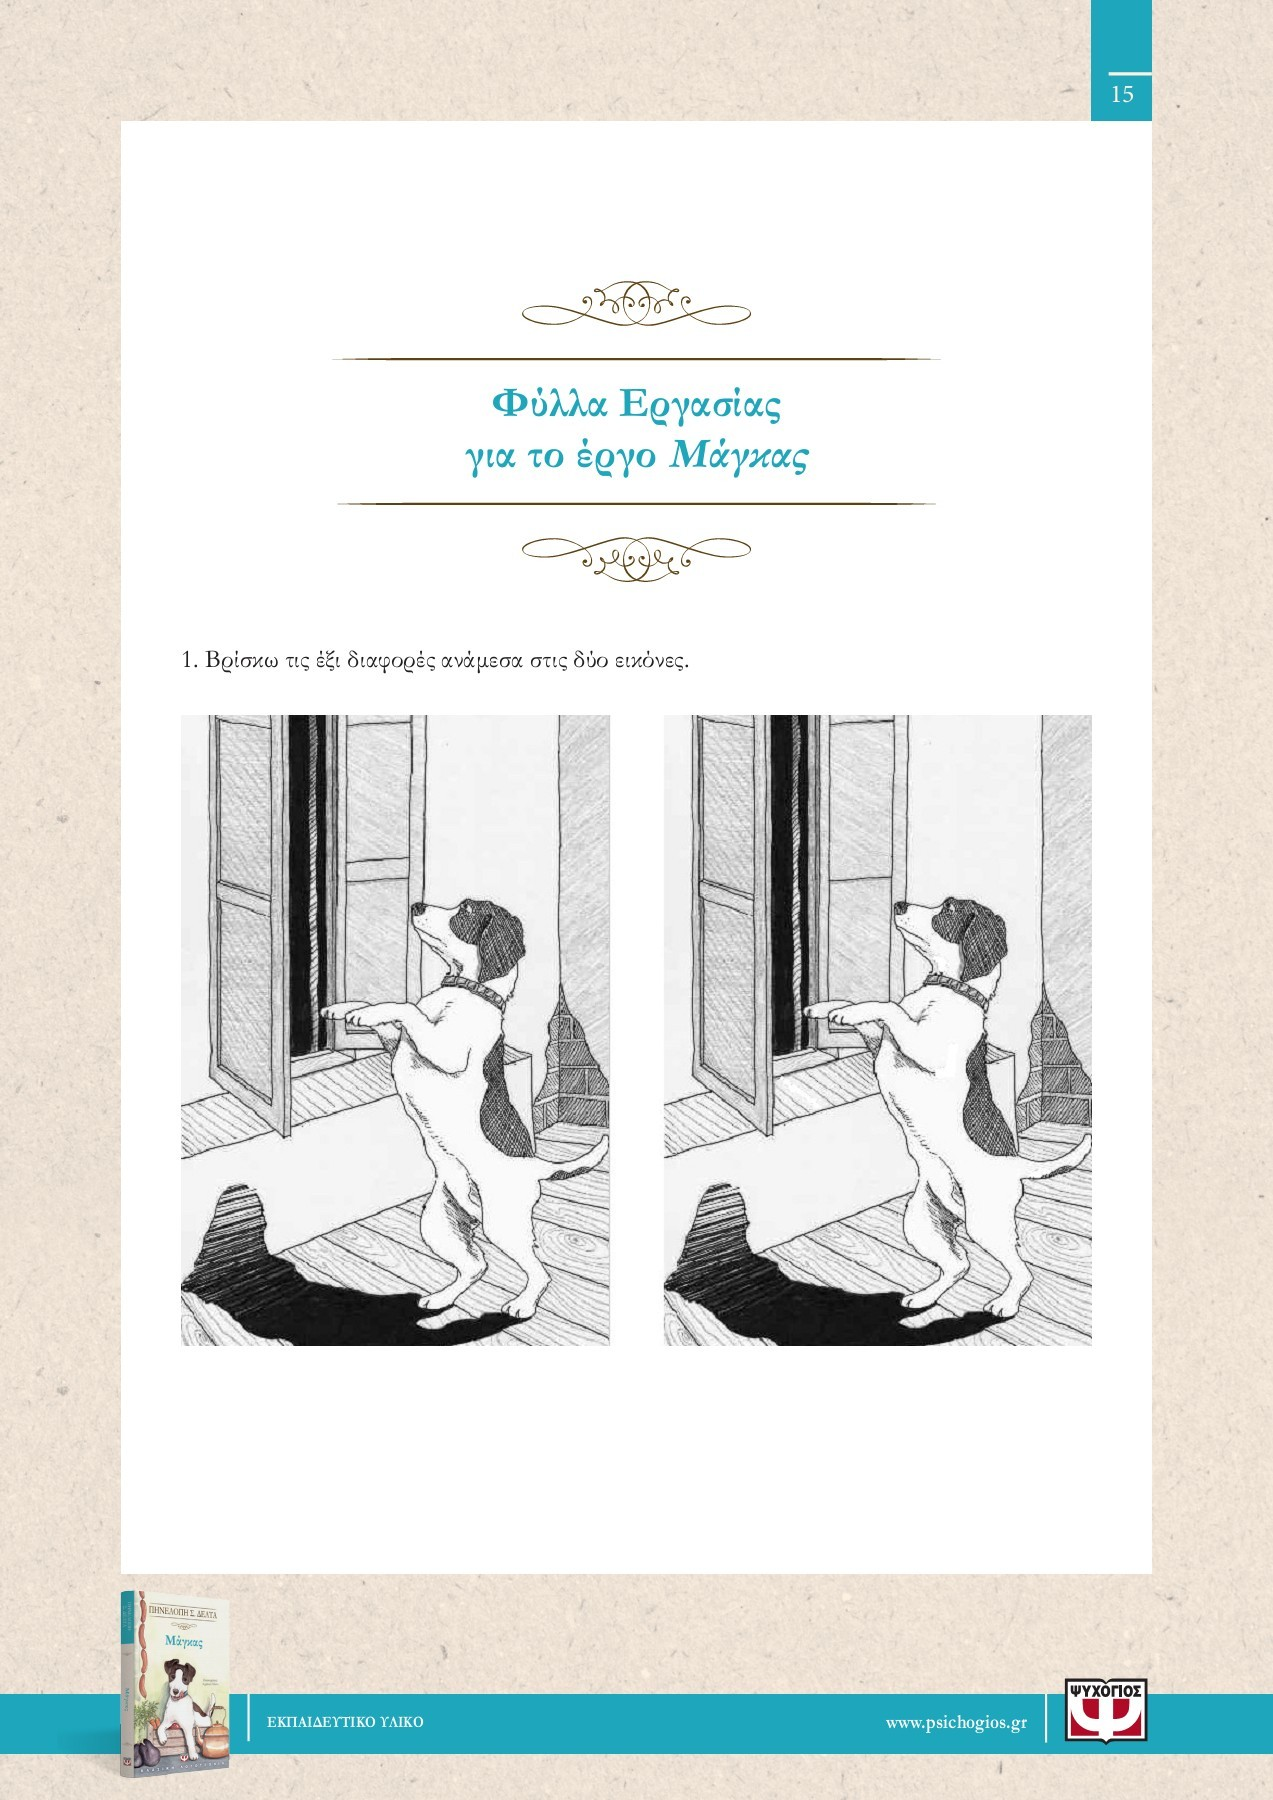 15
Φύλλα Εργασίας
για το έργο Μάγκας
1. Βρίσκω τις έξι διαφορές ανάμεσα στις δύο εικόνες.
ΠΗΝΕΛΟΠΗ Σ. ΔΕΛΤΑ
Μάγκας
ΕΚΠΑΙΔΕΥΤΙΚΟ ΥΛΙΚΟ
www.psichogios.gr
ΨΥΧΟΓΙΟΣ